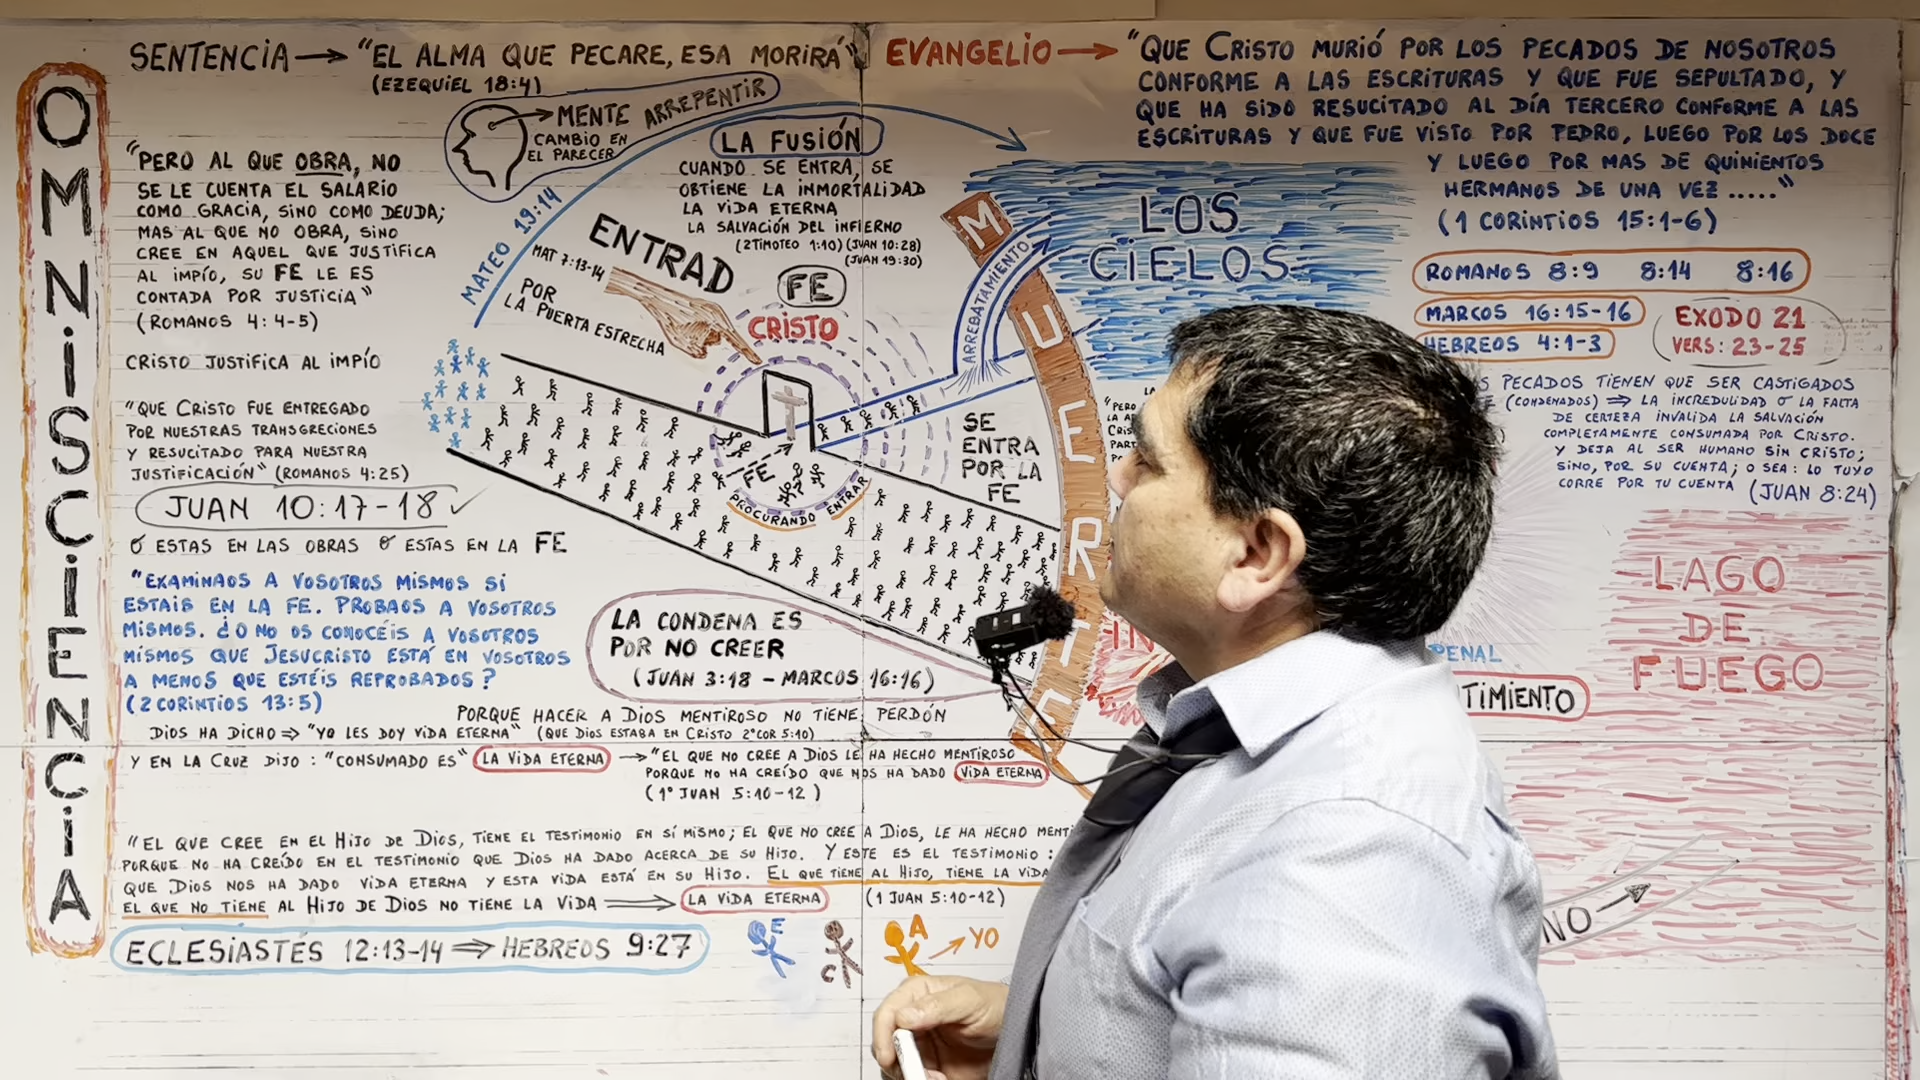 SENTENCIA → "EL ALMA QUE PECARE, ESA MORIRÁ"
(EZEQUIEL 18:4)
EVANGELIO → "QUE CRISTO MURIÓ POR LOS PECADOS DE NOSOTROS
CONFORME A LAS ESCRITURAS Y QUE FUE SEPULTADO, Y
QUE HA SIDO RESUCITADO AL DÍA TERCERO CONFORME A LAS
ESCRITURAS Y QUE FUE VISTO POR PEDRO, LUEGO POR LOS DOCE
Y LUEGO POR MAS DE QUINIENTOS
HERMANOS DE UNA VEZ ....."
(1 CORINTIOS 15:1-6)
OMNISCIENCIA
MENTE ARREPENTIR
CAMBIO EN
EL PARECER
"PERO AL QUE OBRA, NO
SE LE CUENTA EL SALARIO
COMO GRACIA, SINO COMO DEUDA;
MAS AL QUE NO OBRA, SINO
CREE EN AQUEL QUE JUSTIFICA
AL IMPÍO, SU FE LE ES
CONTADA POR JUSTICIA"
(ROMANOS 4:4-5)
CRISTO JUSTIFICA AL IMPÍO
"QUE CRISTO FUE ENTREGADO
POR NUESTRAS TRANSGRECIONES
Y RESUCITADO PARA NUESTRA
JUSTIFICACIÓN" (ROMANOS 4:25)
JUAN 10:17-18
Ó ESTAS EN LAS OBRAS Ó ESTAS EN LA FE
"EXAMINAOS A VOSOTROS MISMOS SI
ESTAIS EN LA FE. PROBAOS A VOSOTROS
MISMOS. ¿O NO OS CONOCÉIS A VOSOTROS
MISMOS QUE JESUCRISTO ESTÁ EN VOSOTROS
A MENOS QUE ESTÉIS REPROBADOS?
(2 CORINTIOS 13:5)
MATEO 19:14
LA FUSIÓN
CUANDO SE ENTRA, SE
OBTIENE LA INMORTALIDAD
LA VIDA ETERNA
LA SALVACIÓN DEL INFIERNO
(2TIMOTEO 1:10) (JUAN 10:28)
(JUAN 19:30)
ENTRAD
MAT 7:13-14
POR
LA PUERTA ESTRECHA
FE
CRISTO
FE
PROCURANDO ENTRAR
ARREBATAMIENTO
SE
ENTRA
POR LA
FE
MUERTE
LOS
CIELOS
ROMANOS 8:9 8:14 8:16
MARCOS 16:15-16
HEBREOS 4:1-3
EXODO 21
VERS: 23-25
PECADOS TIENEN QUE SER CASTIGADOS
(CONDENADOS) ⇒ LA INCREDULIDAD O LA FALTA
DE CERTEZA INVALIDA LA SALVACIÓN
COMPLETAMENTE CONSUMADA POR CRISTO.
Y DEJA AL SER HUMANO SIN CRISTO;
SINO, POR SU CUENTA; O SEA: LO TUYO
CORRE POR TU CUENTA (JUAN 8:24)
LAGO
DE
FUEGO
PENAL
TIMIENTO
NO →
LA CONDENA ES
POR NO CREER
(JUAN 3:18 - MARCOS 16:16)
PORQUE HACER A DIOS MENTIROSO NO TIENE PERDÓN
DIOS HA DICHO ⇒ "YO LES DOY VIDA ETERNA" (QUE DIOS ESTABA EN CRISTO 2°COR 5:10)
Y EN LA CRUZ DIJO: "CONSUMADO ES" LA VIDA ETERNA → "EL QUE NO CREE A DIOS LE HA HECHO MENTIROSO
PORQUE NO HA CREÍDO QUE NOS HA DADO VIDA ETERNA
(1° JUAN 5:10-12)
"EL QUE CREE EN EL HIJO DE DIOS, TIENE EL TESTIMONIO EN SÍ MISMO; EL QUE NO CREE A DIOS, LE HA HECHO MENTI
PORQUE NO HA CREÍDO EN EL TESTIMONIO QUE DIOS HA DADO ACERCA DE SU HIJO. Y ESTE ES EL TESTIMONIO:
QUE DIOS NOS HA DADO VIDA ETERNA Y ESTA VIDA ESTÁ EN SU HIJO. EL QUE TIENE AL HIJO, TIENE LA VIDA
EL QUE NO TIENE AL HIJO DE DIOS NO TIENE LA VIDA ⇒ LA VIDA ETERNA (1 JUAN 5:10-12)
ECLESIASTÉS 12:13-14 ⇒ HEBREOS 9:27
E C A → YO